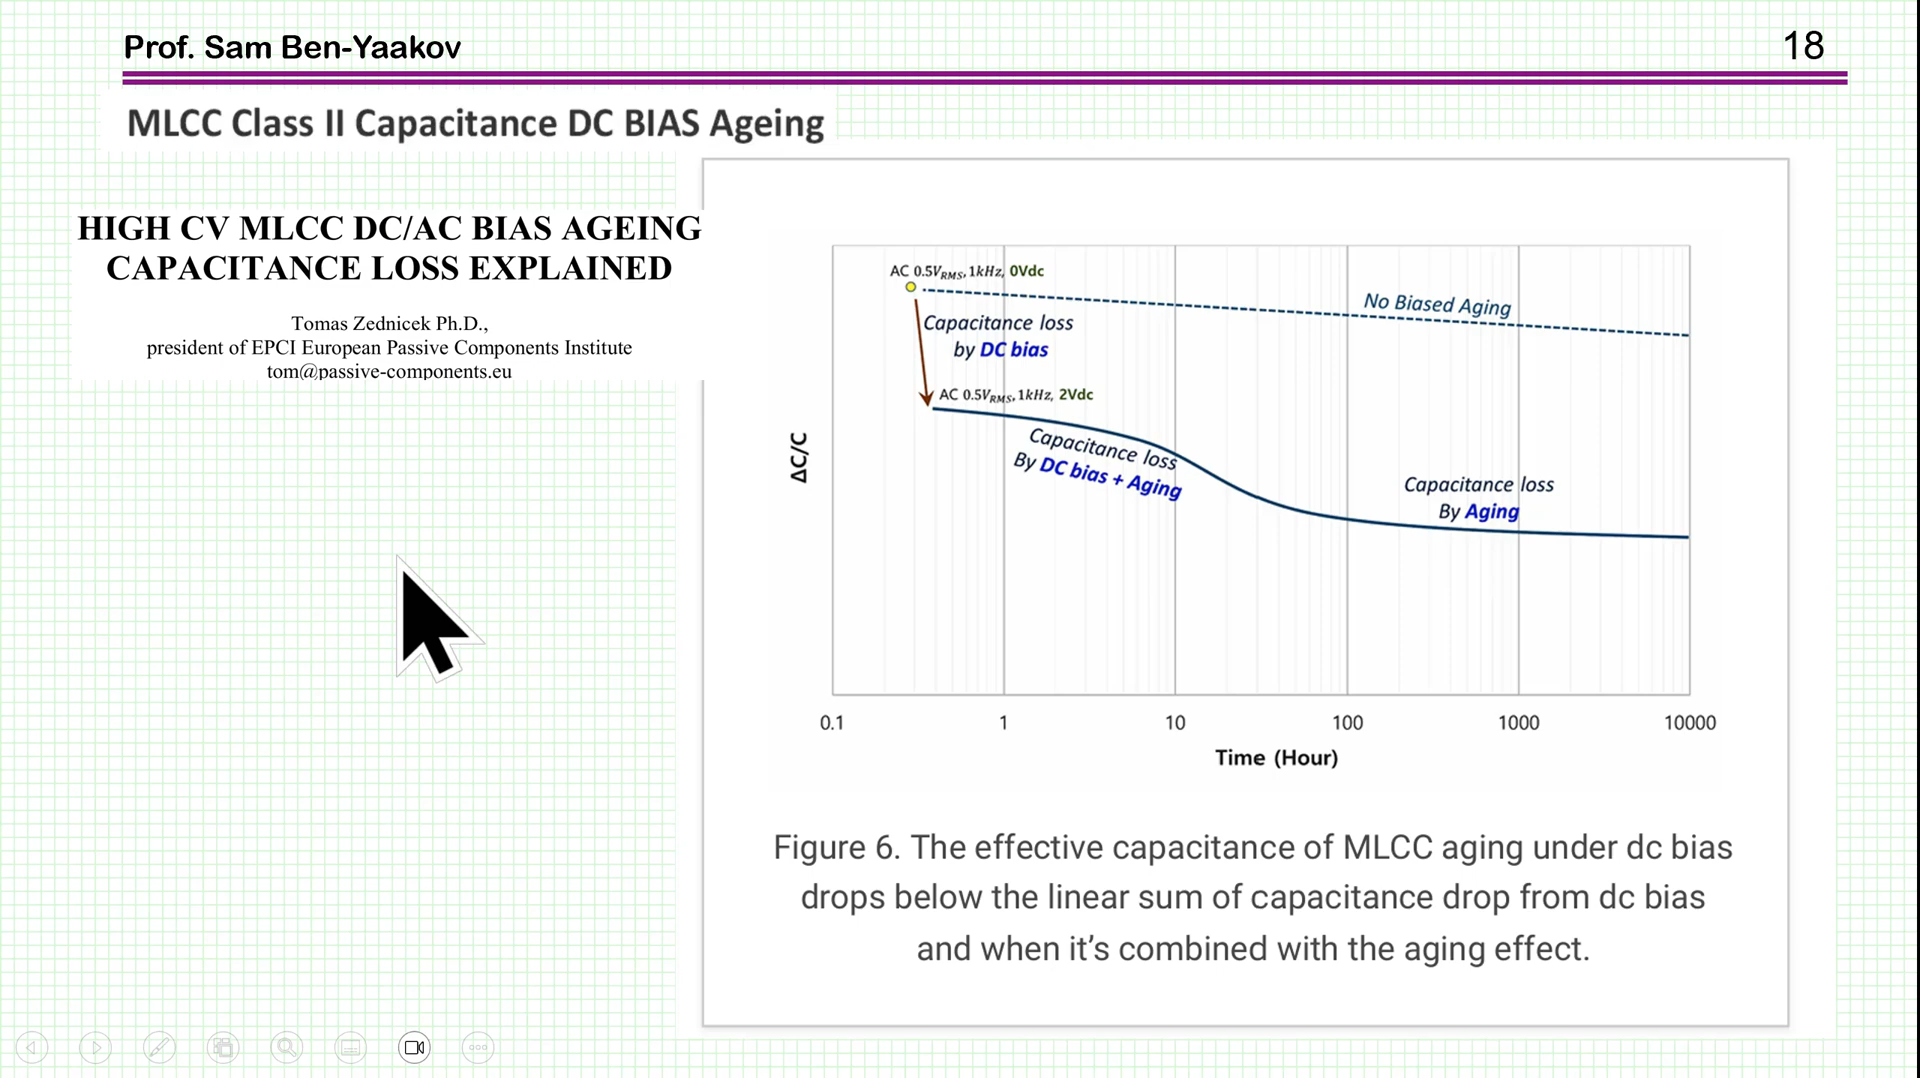 Prof. Sam Ben-Yaakov
18
MLCC Class II Capacitance DC BIAS Ageing
HIGH CV MLCC DC/AC BIAS AGEING
CAPACITANCE LOSS EXPLAINED
Tomas Zednicek Ph.D.,
president of EPCI European Passive Components Institute
tom@passive-components.eu
AC 0.5V_RMS, 1kHz, 0Vdc
No Biased Aging
Capacitance loss
by DC bias
AC 0.5V_RMS, 1kHz, 2Vdc
Capacitance loss
By DC bias + Aging
Capacitance loss
By Aging
ΔC/C
0.1 1 10 100 1000 10000
Time (Hour)
Figure 6. The effective capacitance of MLCC aging under dc bias
drops below the linear sum of capacitance drop from dc bias
and when it’s combined with the aging effect.